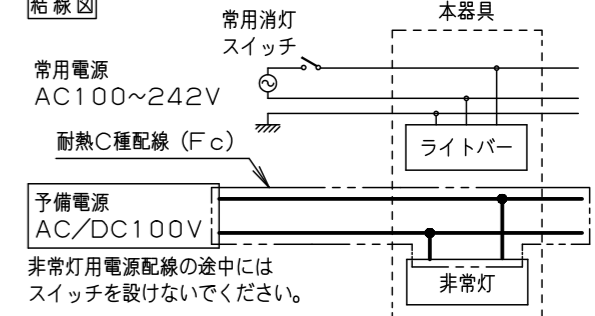 結線図
常用消灯
スイッチ
本器具
常用電源
AC100~242V
耐熱C種配線（Fc）
ライトバー
予備電源
AC/DC100V
非常灯
非常灯用電源配線の途中には
スイッチを設けないでください。